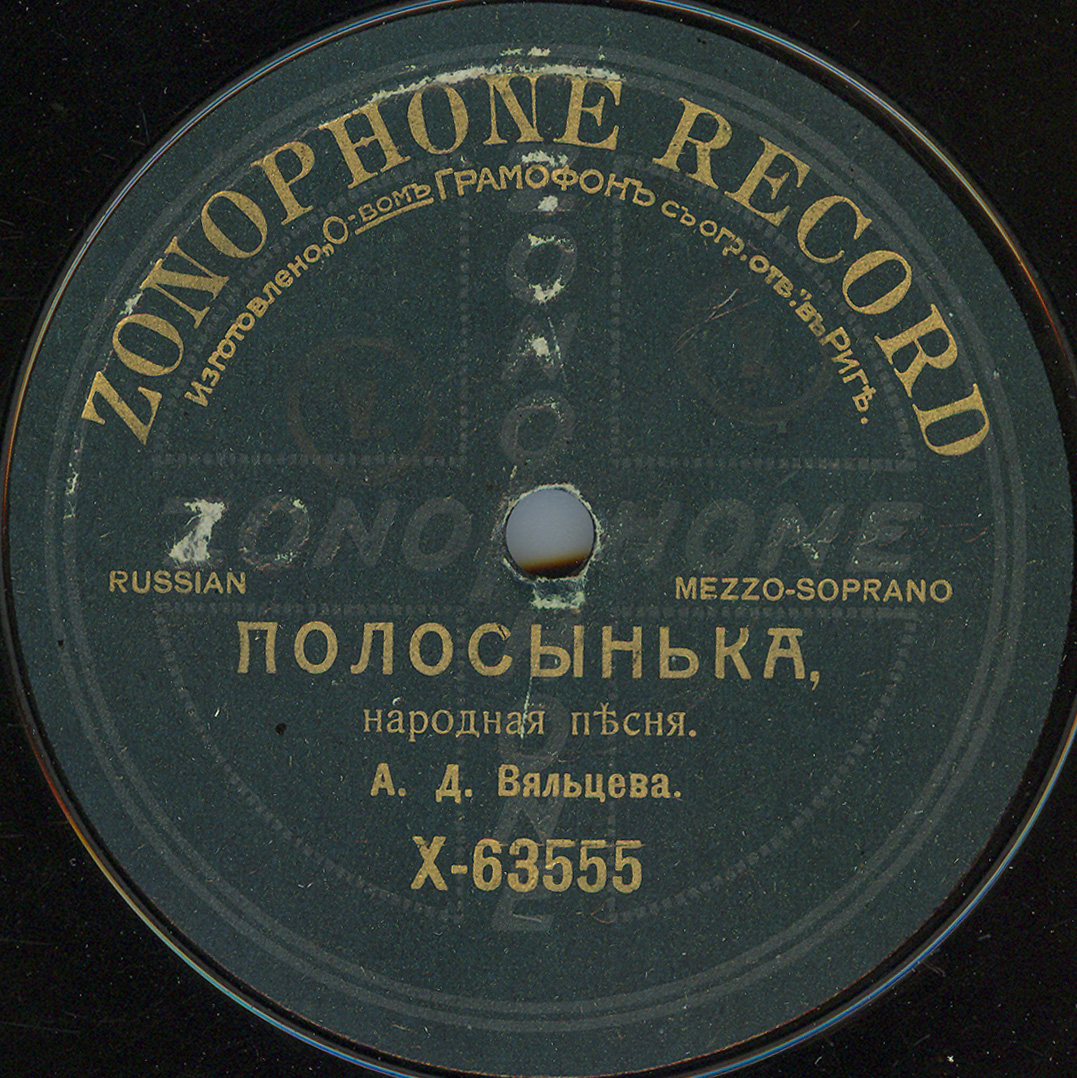 ZONOPHONE RECORD
Изготовлено „О-вомъ ГРАМОФОНЪ съ огр. отв." въ Ригѣ.
ZONOPHONE
ZONOPHONE
RUSSIAN
MEZZO-SOPRANO
ПОЛОСЫНЬКА,
народная пѣсня.
А. Д. Вяльцева.
X-63555